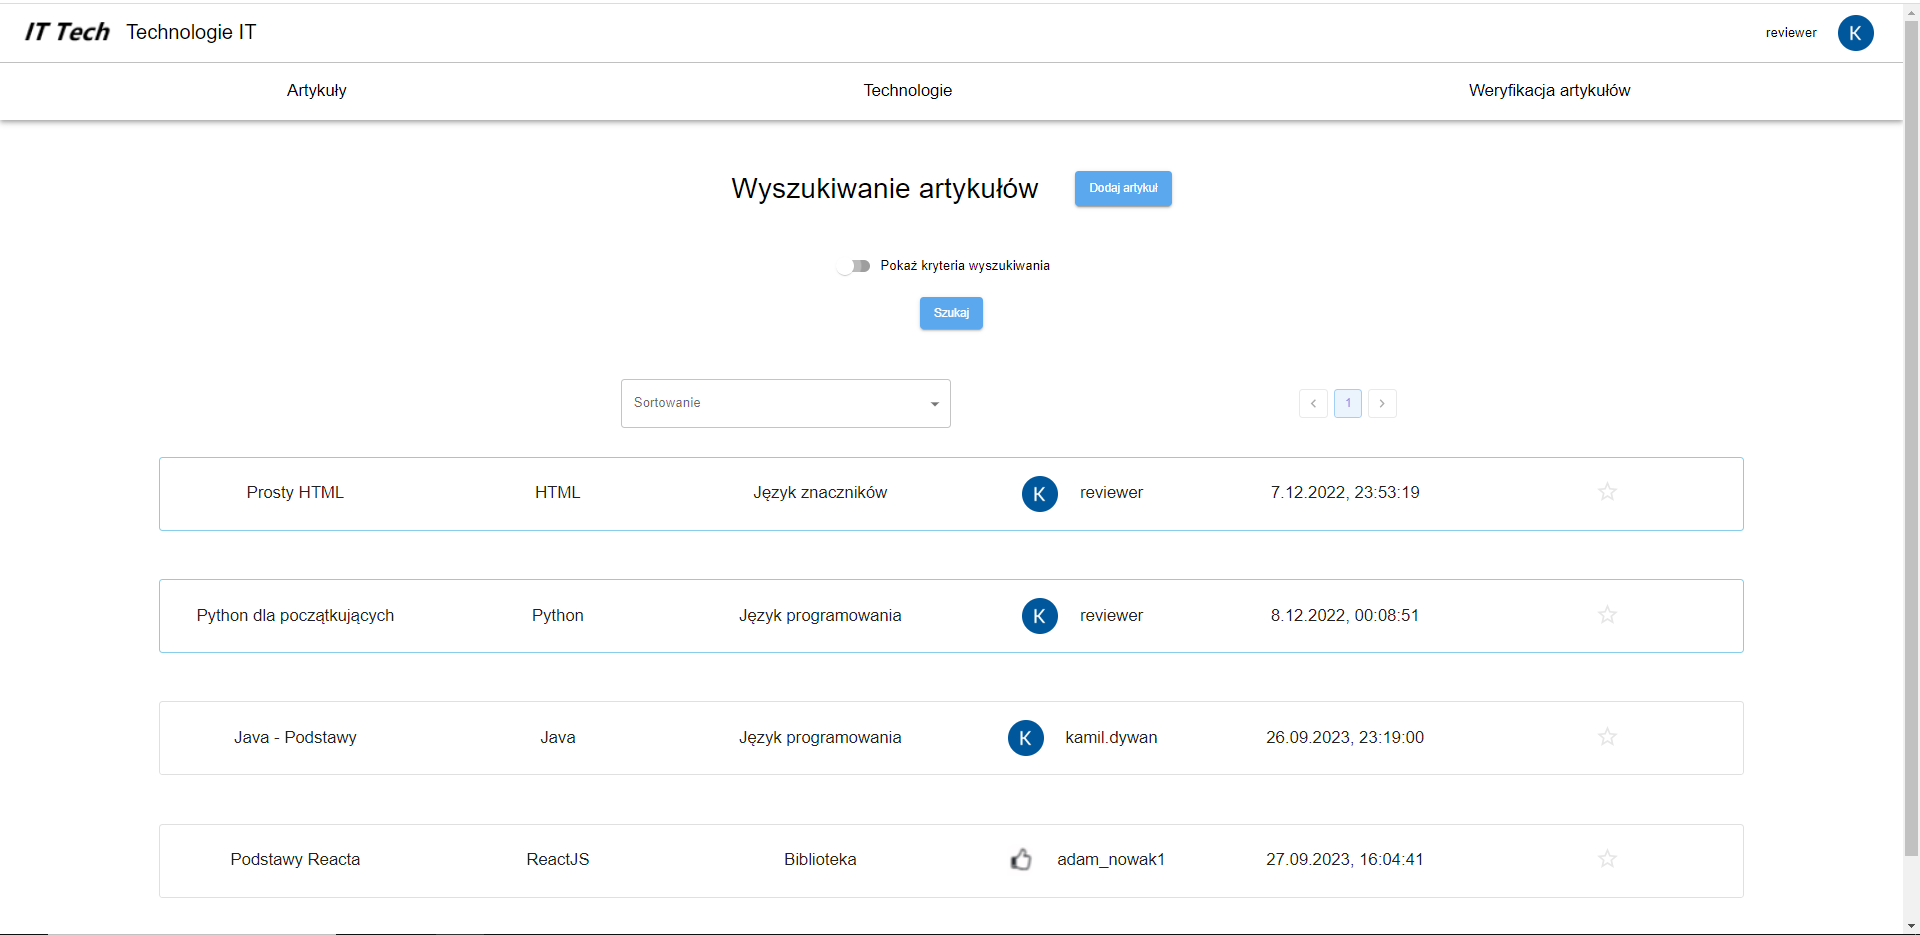 IT Tech Technologie IT reviewer K
Artykuły Technologie Weryfikacja artykułów
Wyszukiwanie artykułów Dodaj artykuł
Pokaż kryteria wyszukiwania
Szukaj
Sortowanie 1
Prosty HTML HTML Język znaczników K reviewer 7.12.2022, 23:53:19
Python dla początkujących Python Język programowania K reviewer 8.12.2022, 00:08:51
Java - Podstawy Java Język programowania K kamil.dywan 26.09.2023, 23:19:00
Podstawy Reacta ReactJS Biblioteka adam_nowak1 27.09.2023, 16:04:41